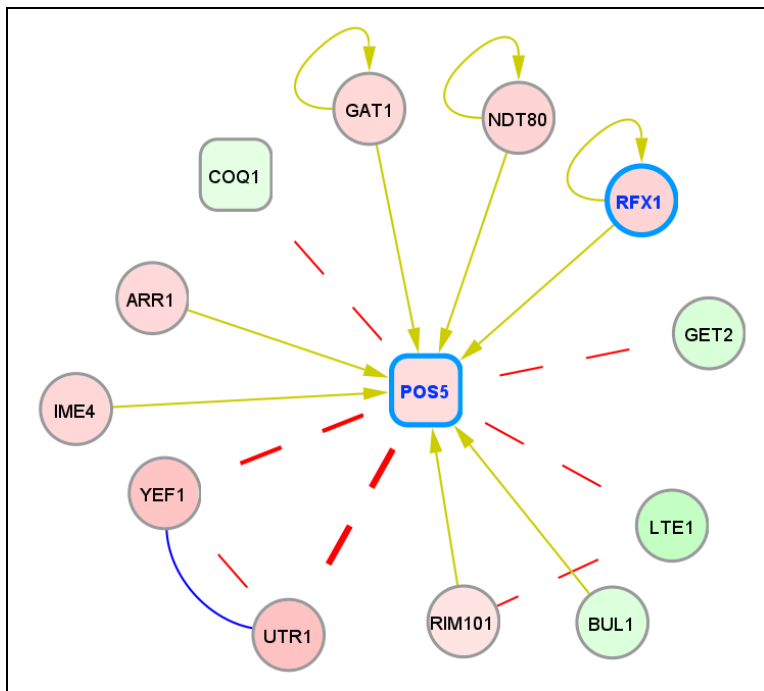 GAT1
NDT80
COQ1
RFX1
ARR1
GET2
POS5
IME4
YEF1
LTE1
UTR1
RIM101
BUL1